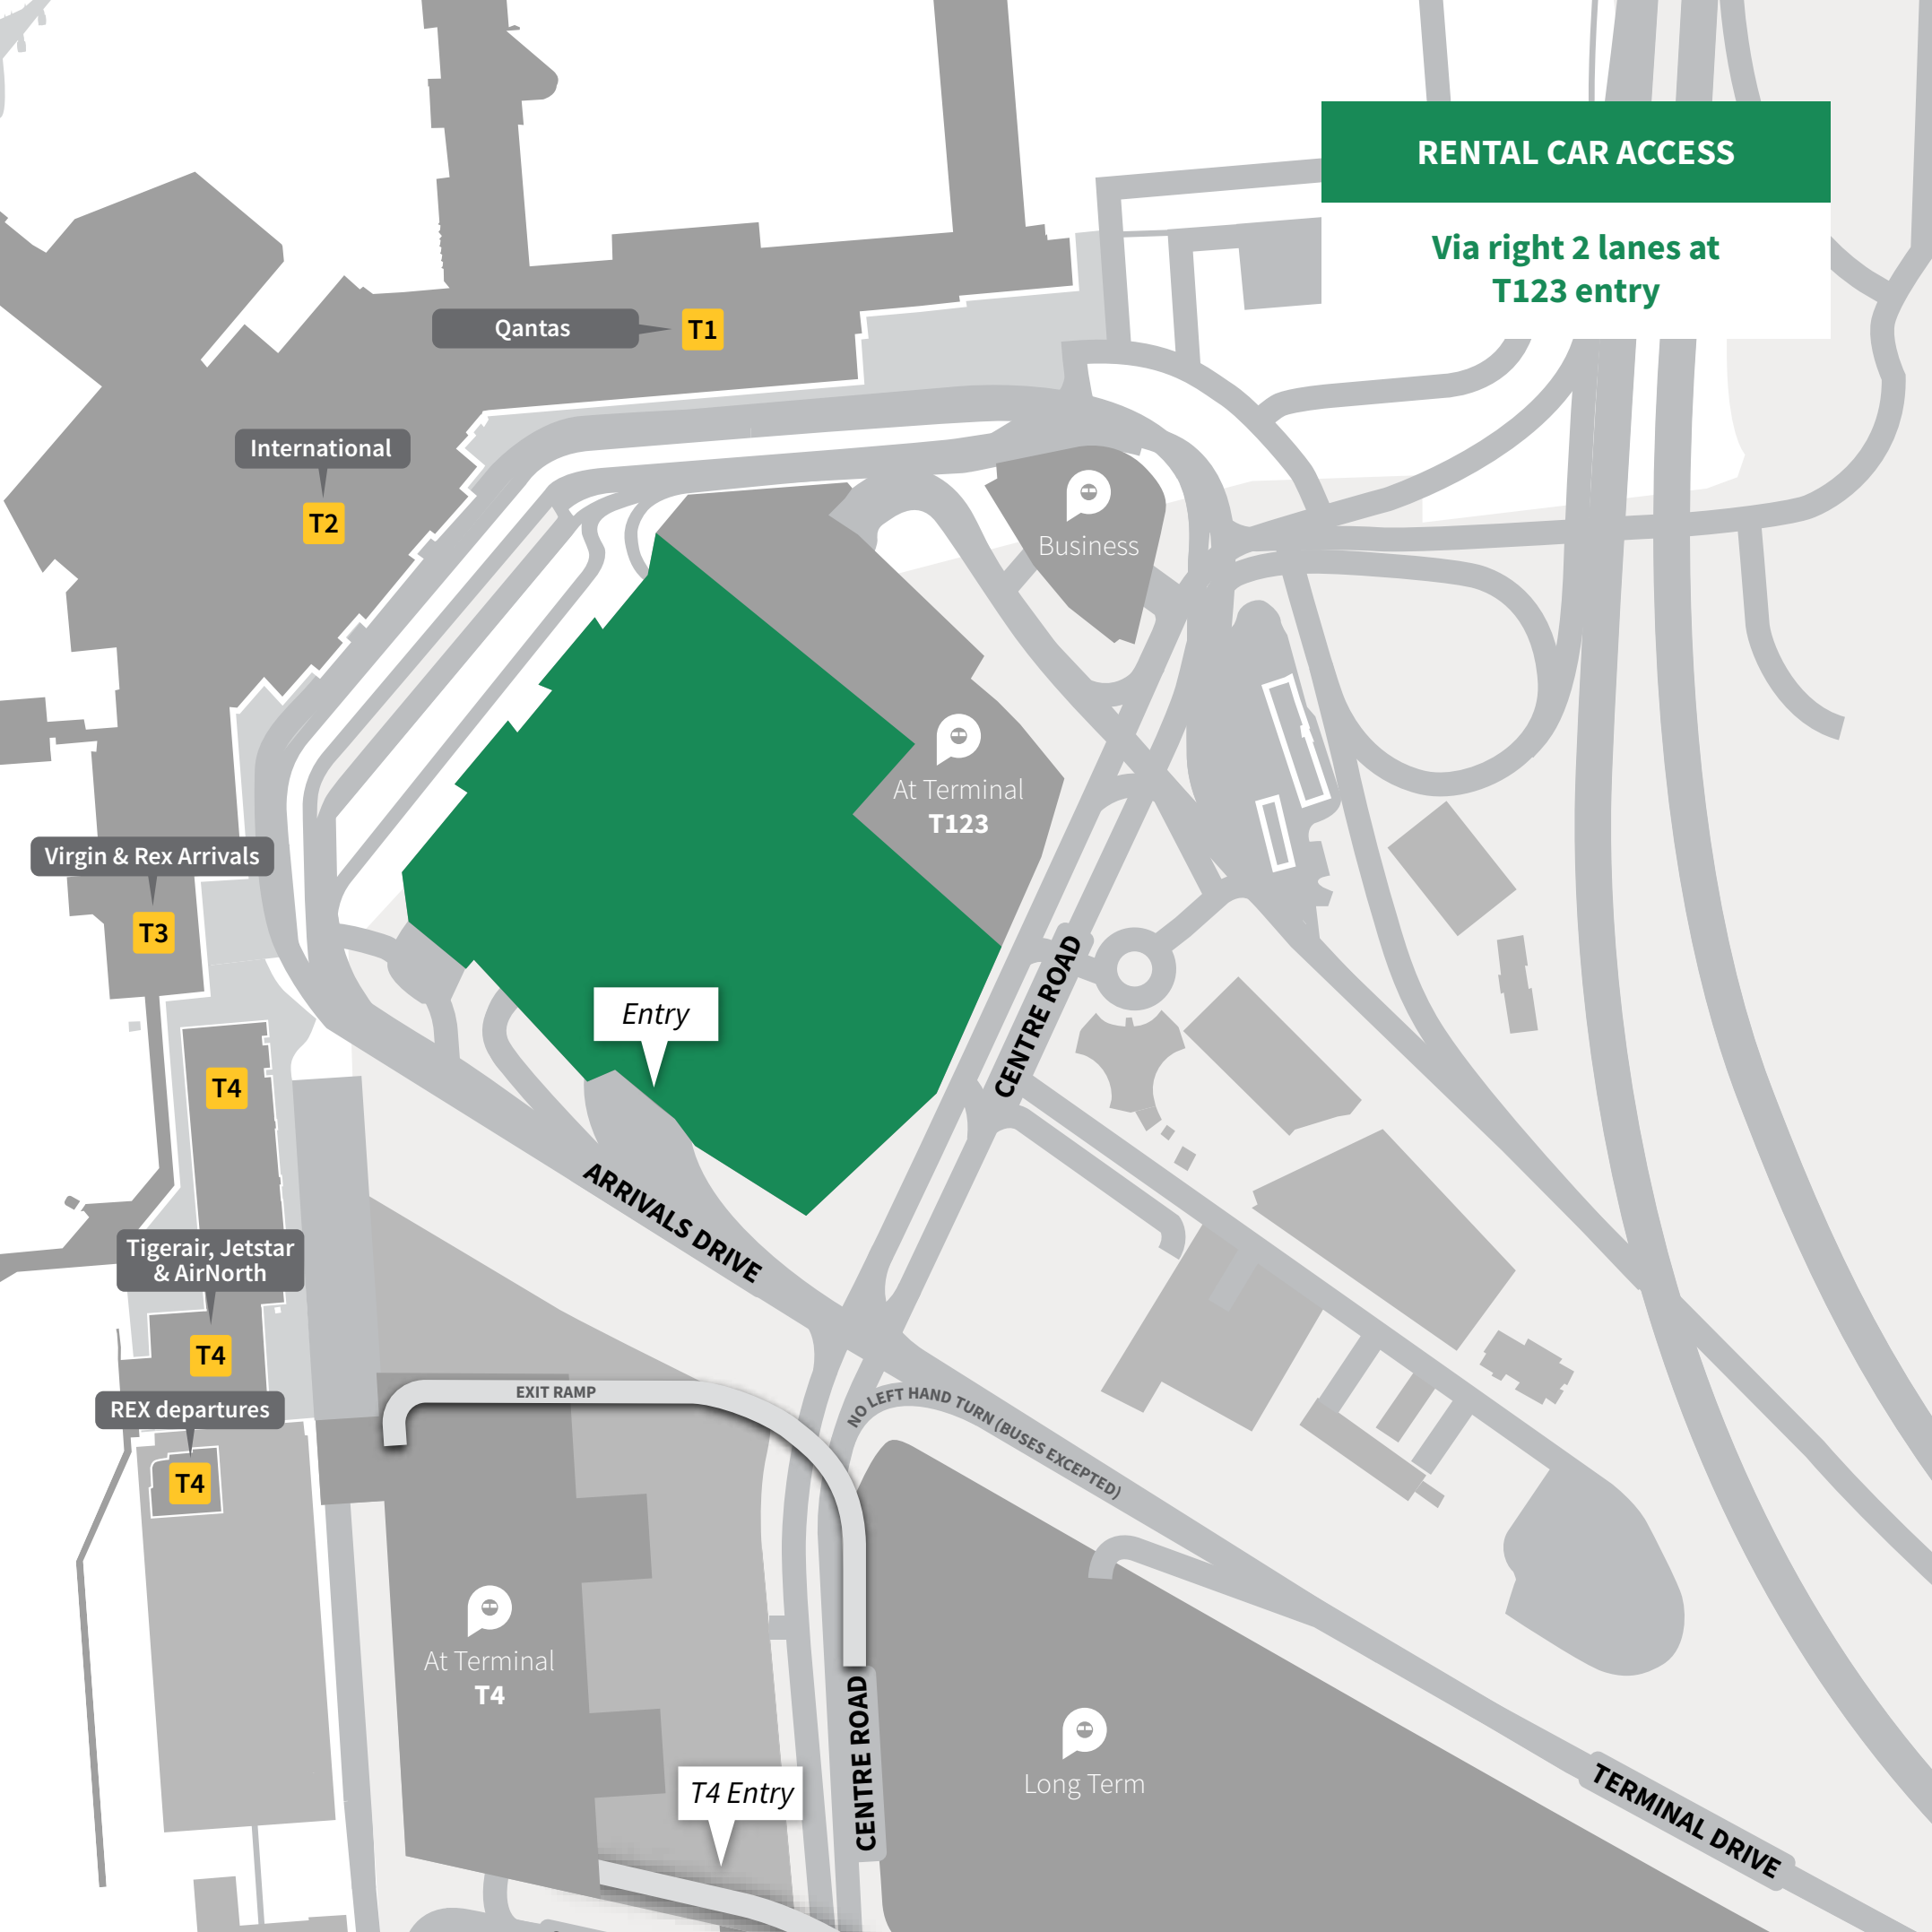 RENTAL CAR ACCESS
Via right 2 lanes at
T123 entry
Qantas
T1
International
T2
Business
At Terminal
T123
Virgin & Rex Arrivals
T3
Entry
CENTRE ROAD
T4
ARRIVALS DRIVE
Tigerair, Jetstar
& AirNorth
T4
EXIT RAMP
NO LEFT HAND TURN (BUSES EXCEPTED)
REX departures
T4
At Terminal
T4
T4 Entry
CENTRE ROAD
Long Term
TERMINAL DRIVE